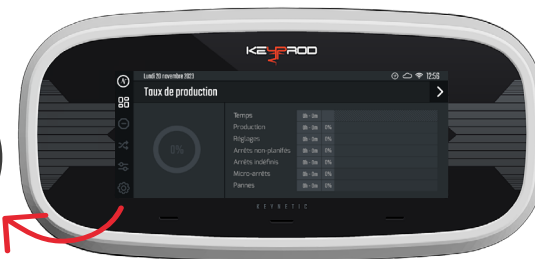 KEYPROD
Lundi 20 novembre 2023 12:56
Taux de production
0%
Temps 0h - 0m
Production 0h - 0m 0%
Réglages 0h - 0m 0%
Arrêts non-planifiés 0h - 0m 0%
Arrêts indéfinis 0h - 0m 0%
Micro-arrêts 0h - 0m 0%
Pannes 0h - 0m 0%
KEYNETIC